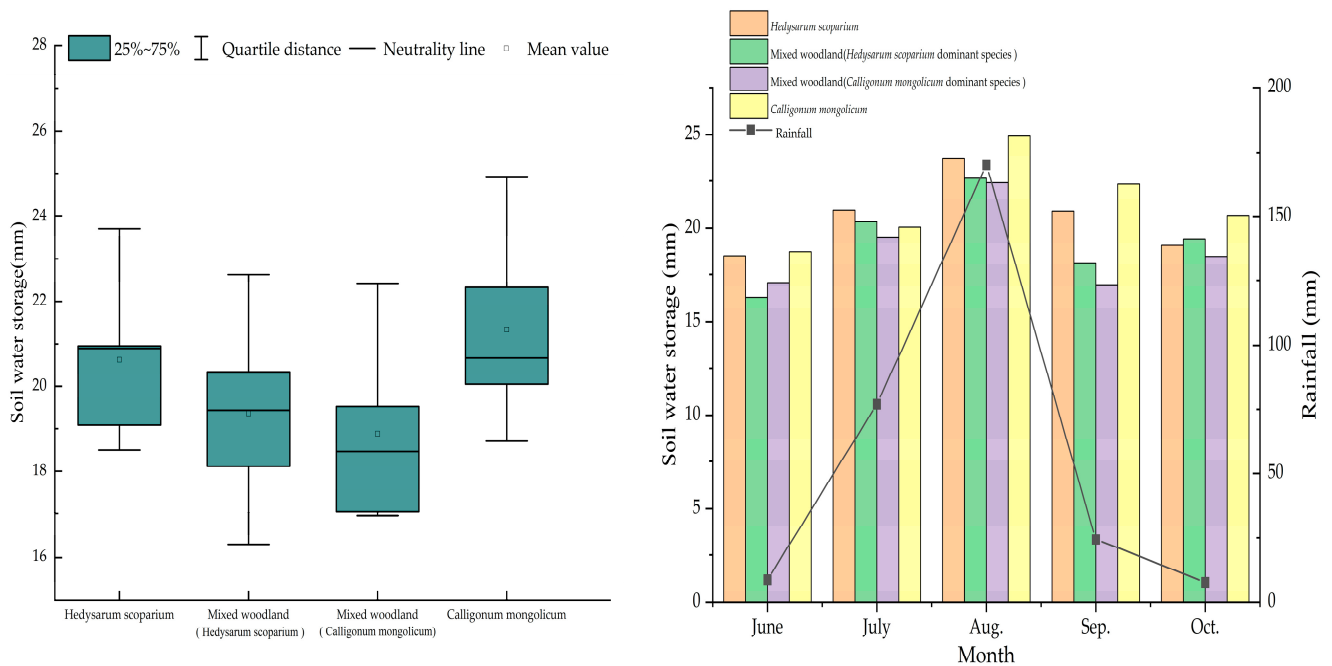 25%~75% Quartile distance Neutrality line Mean value
28
26
24
22
20
18
16
Soil water storage(mm)
Hedysarum scoparium
Mixed woodland
( Hedysarum scoparium )
Mixed woodland
( Calligonum mongolicum)
Calligonum mongolicum
Hedysarum scoparium
Mixed woodland(Hedysarum scoparium dominant species )
Mixed woodland(Calligonum mongolicum dominant species )
Calligonum mongolicum
Rainfall
25
20
15
10
5
0
Soil water storage (mm)
200
150
100
50
0
Rainfall (mm)
June July Aug. Sep. Oct.
Month